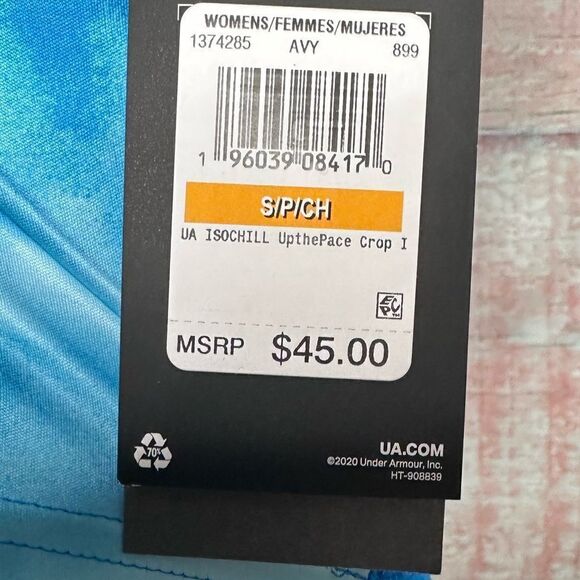 WOMENS/FEMMES/MUJERES
1374285 AVY 899
1 96039 08417 0
S/P/CH
UA ISOCHILL UpthePace Crop I
EPC™
MSRP $45.00
70%
UA.COM
©2020 Under Armour, Inc.
HT-908839